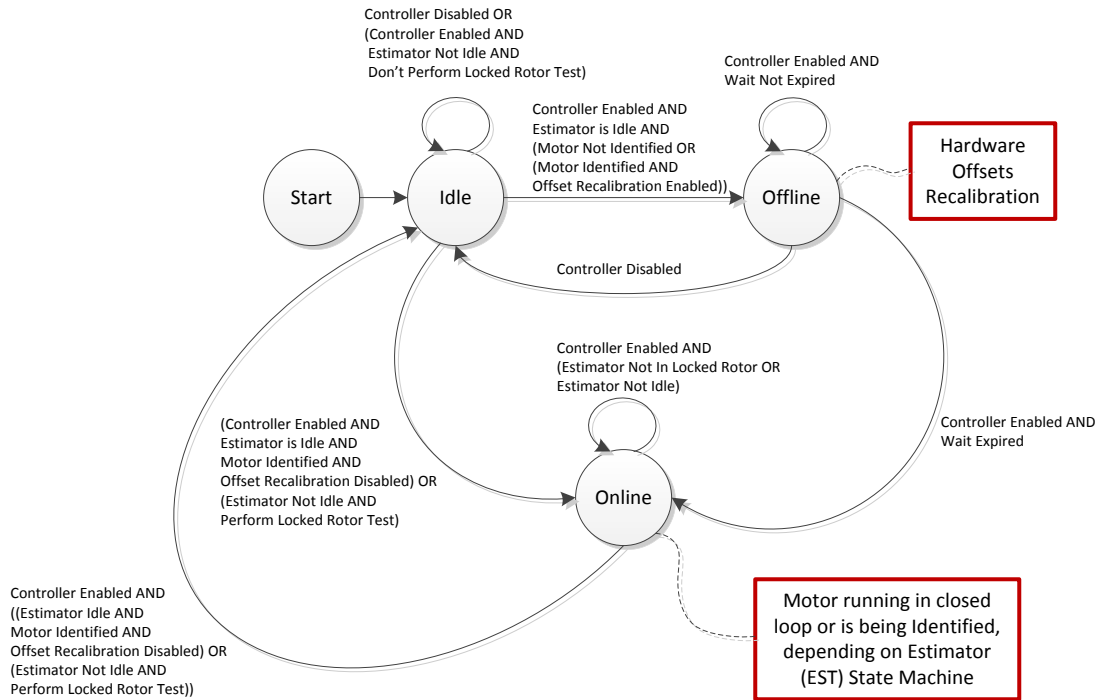 Controller Disabled OR
(Controller Enabled AND
Estimator Not Idle AND
Don't Perform Locked Rotor Test)
Controller Enabled AND
Wait Not Expired
Controller Enabled AND
Estimator is Idle AND
(Motor Not Identified OR
(Motor Identified AND
Offset Recalibration Enabled))
Hardware
Offsets
Recalibration
Start
Idle
Offline
Controller Disabled
Controller Enabled AND
(Estimator Not In Locked Rotor OR
Estimator Not Idle)
(Controller Enabled AND
Estimator is Idle AND
Motor Identified AND
Offset Recalibration Disabled) OR
(Estimator Not Idle AND
Perform Locked Rotor Test)
Controller Enabled AND
Wait Expired
Online
Controller Enabled AND
((Estimator Idle AND
Motor Identified AND
Offset Recalibration Disabled) OR
(Estimator Not Idle AND
Perform Locked Rotor Test))
Motor running in closed
loop or is being Identified,
depending on Estimator
(EST) State Machine